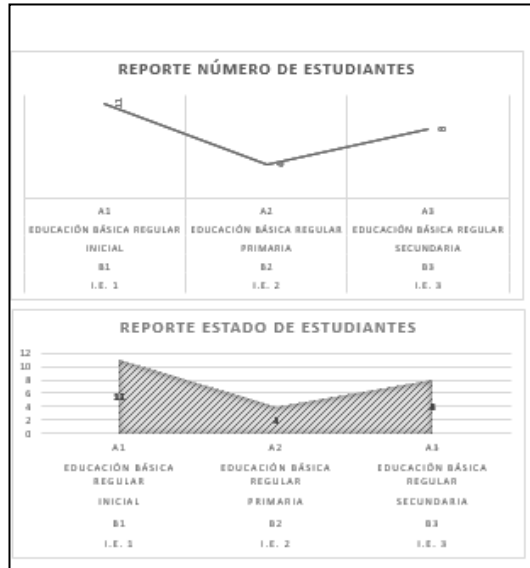 REPORTE NÚMERO DE ESTUDIANTES
11
4
8
A1 A2 A3
EDUCACIÓN BÁSICA REGULAR EDUCACIÓN BÁSICA REGULAR EDUCACIÓN BÁSICA REGULAR
INICIAL PRIMARIA SECUNDARIA
B1 B2 B3
I.E. 1 I.E. 2 I.E. 3
REPORTE ESTADO DE ESTUDIANTES
12
10
8
6
4
2
0
11
4
8
A1 A2 A3
EDUCACIÓN BÁSICA EDUCACIÓN BÁSICA EDUCACIÓN BÁSICA
REGULAR REGULAR REGULAR
INICIAL PRIMARIA SECUNDARIA
B1 B2 B3
I.E. 1 I.E. 2 I.E. 3